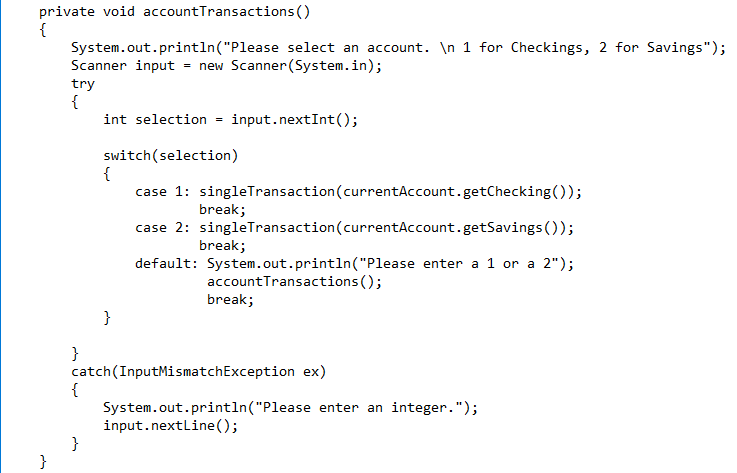 private void accountTransactions()
{
System.out.println("Please select an account. \n 1 for Checkings, 2 for Savings");
Scanner input = new Scanner(System.in);
try
{
int selection = input.nextInt();
switch(selection)
{
case 1: singleTransaction(currentAccount.getChecking());
break;
case 2: singleTransaction(currentAccount.getSavings());
break;
default: System.out.println("Please enter a 1 or a 2");
accountTransactions();
break;
}
}
catch(InputMismatchException ex)
{
System.out.println("Please enter an integer.");
input.nextLine();
}
}